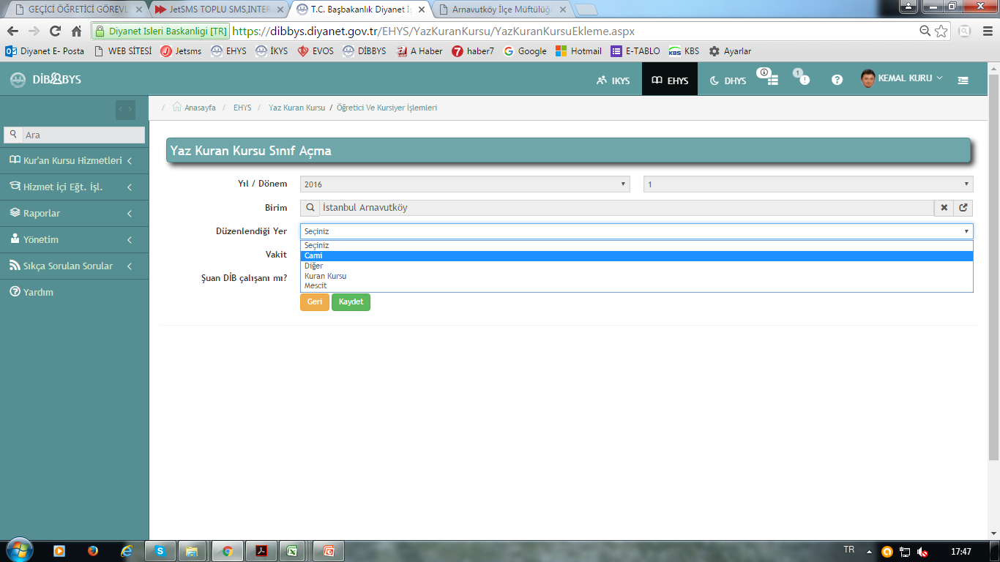 GEÇİCİ ÖĞRETİCİ GÖREVL
JetSMS TOPLU SMS,INTER
T.C. Başbakanlık Diyanet İş
Arnavutköy İlçe Müftülüğü
Diyanet Isleri Baskanligi [TR] https://dibbys.diyanet.gov.tr/EHYS/YazKuranKursu/YazKuranKursuEkleme.aspx
Diyanet E- Posta WEB SİTESİ Jetsms EHYS İKYS EVOS DİBBYS A Haber haber7 Google Hotmail E-TABLO KBS Ayarlar
DİBBYS IKYS EHYS DHYS 1 KEMAL KURU
/ Anasayfa / EHYS / Yaz Kuran Kursu / Öğretici Ve Kursiyer İşlemleri
Ara
Kur'an Kursu Hizmetleri
Hizmet İçi Eğt. İşl.
Raporlar
Yönetim
Sıkça Sorulan Sorular
Yardım
Yaz Kuran Kursu Sınıf Açma
Yıl / Dönem 2016 1
Birim İstanbul Arnavutköy
Düzenlendiği Yer Seçiniz
Seçiniz
Vakit
Cami
Diğer
Kuran Kursu
Şuan DİB çalışanı mı?
Mescit
Geri Kaydet
TR 17:47